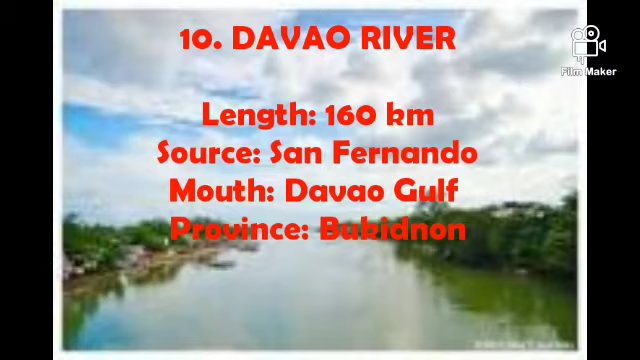 10. DAVAO RIVER
Film Maker
Length: 160 km
Source: San Fernando
Mouth: Davao Gulf
Province: Bukidnon